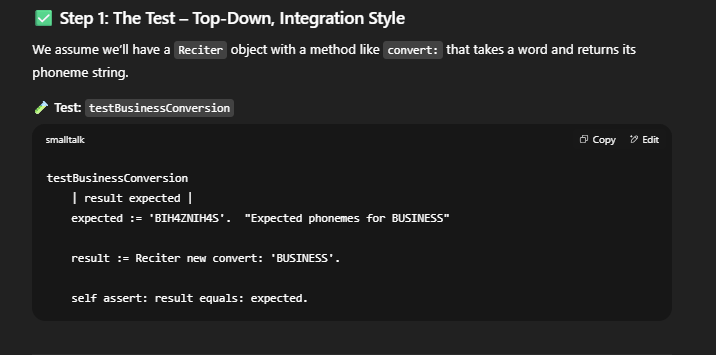 ✅ Step 1: The Test – Top-Down, Integration Style
We assume we'll have a Reciter object with a method like convert: that takes a word and returns its
phoneme string.
🧪 Test: testBusinessConversion
smalltalk Copy Edit
testBusinessConversion
    | result expected |
    expected := 'BIH4ZNIH4S'.  "Expected phonemes for BUSINESS"
    result := Reciter new convert: 'BUSINESS'.
    self assert: result equals: expected.